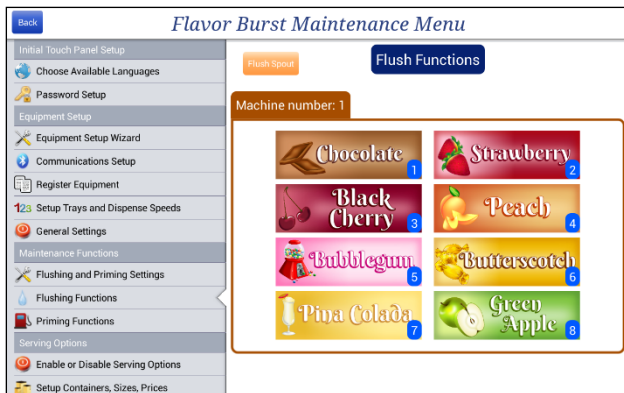 Back
Flavor Burst Maintenance Menu
Initial Touch Panel Setup
Choose Available Languages
Password Setup
Equipment Setup
Equipment Setup Wizard
Communications Setup
Register Equipment
123 Setup Trays and Dispense Speeds
General Settings
Maintenance Functions
Flushing and Priming Settings
Flushing Functions
Priming Functions
Serving Options
Enable or Disable Serving Options
Setup Containers, Sizes, Prices
Flush Spout
Flush Functions
Machine number: 1
Chocolate
1
Strawberry
2
Black
Cherry
3
Peach
4
Bubblegum
5
Butterscotch
6
Pina Colada
7
Green
Apple
8